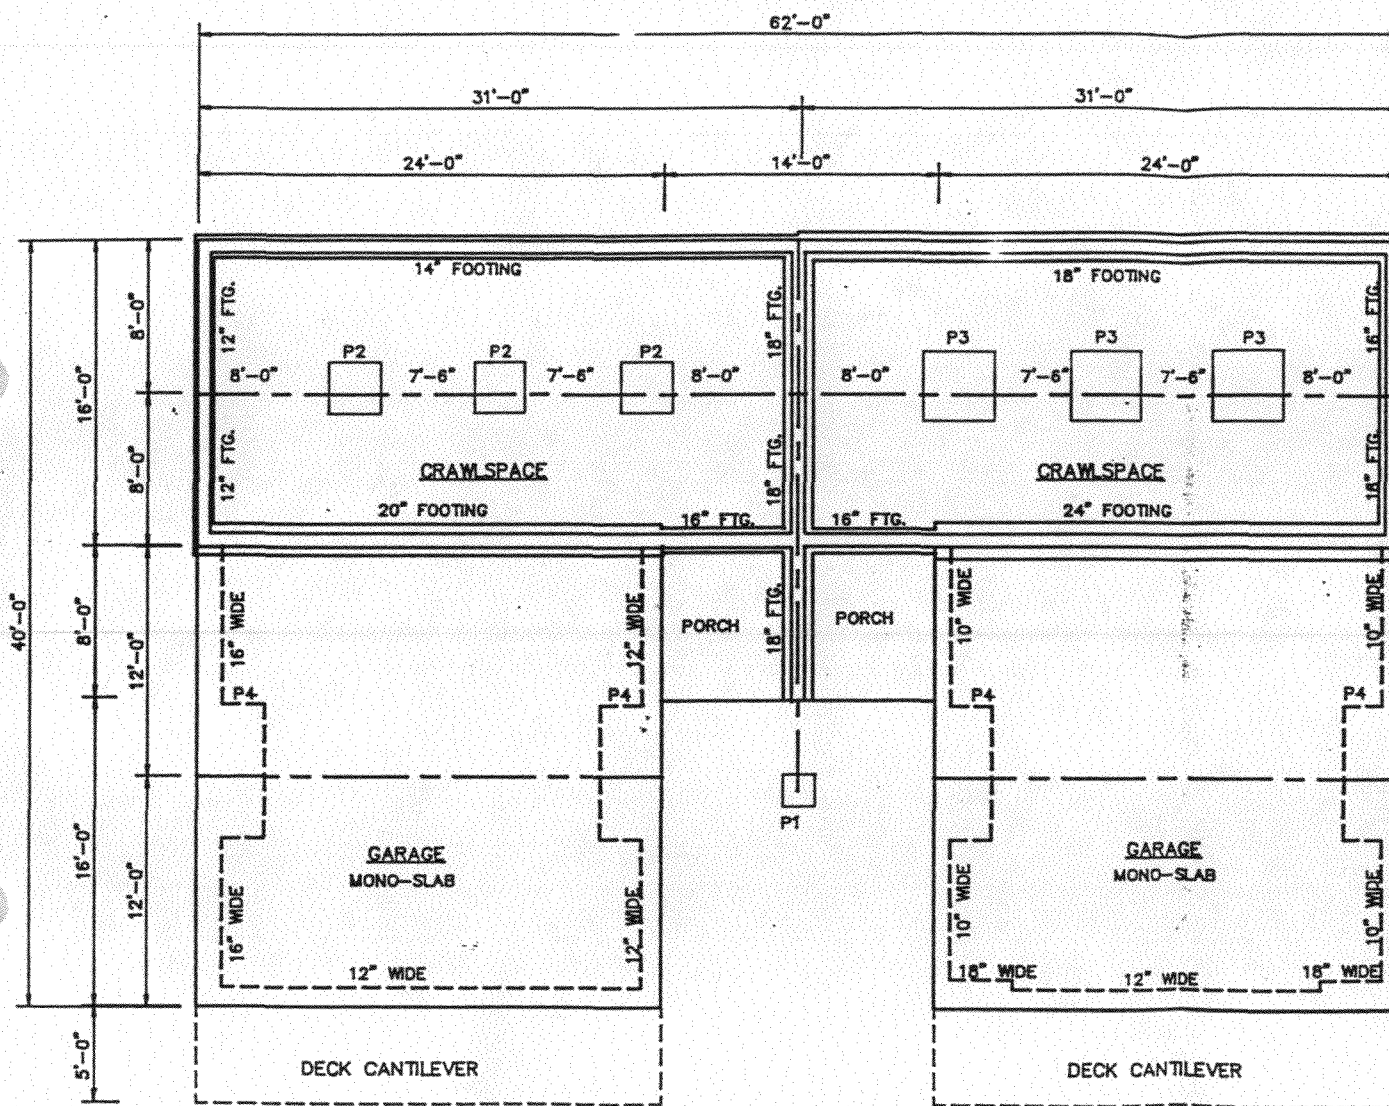 62'-0"
31'-0" 31'-0"
24'-0" 14'-0" 24'-0"
14" FOOTING
18" FOOTING
12" FTG.
18" FTG.
16" FTG.
8'-0"
P2 P2 P2
P3 P3 P3
8'-0" 7'-6" 7'-6" 8'-0"
8'-0" 7'-6" 7'-6" 8'-0"
16'-0"
8'-0"
12" FTG.
18" FTG.
18" FTG.
CRAWLSPACE
CRAWLSPACE
20" FOOTING
24" FOOTING
16" FTG. 16" FTG.
40'-0"
8'-0"
12'-0"
16" WIDE
12" WIDE
PORCH
18" FTG.
PORCH
10" WIDE
10" WIDE
P4 P4
P4 P4
P1
16'-0"
12'-0"
GARAGE
MONO-SLAB
GARAGE
MONO-SLAB
16" WIDE
12" WIDE
10" WIDE
10" WIDE
12" WIDE
18" WIDE 12" WIDE 18" WIDE
5'-0"
DECK CANTILEVER
DECK CANTILEVER